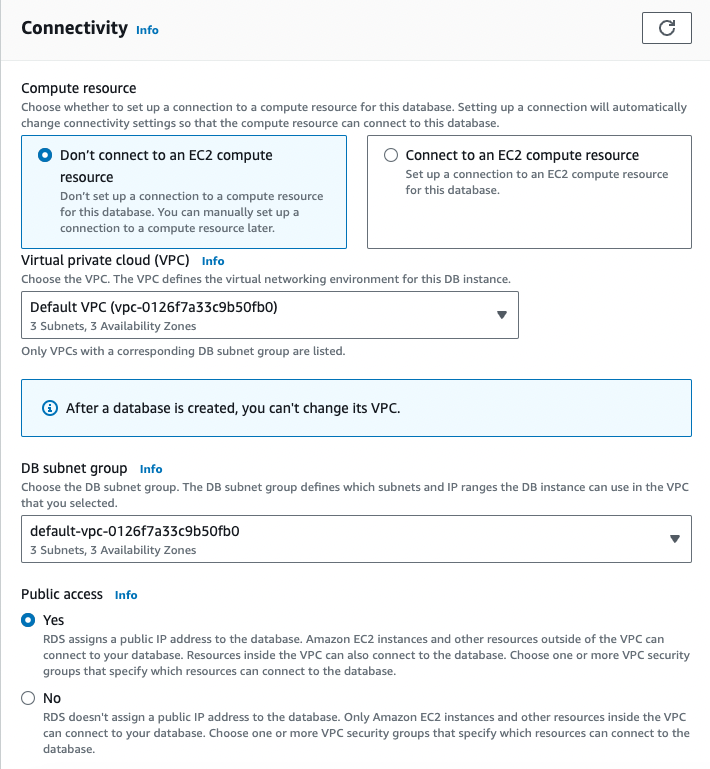 Connectivity Info
Compute resource
Choose whether to set up a connection to a compute resource for this database. Setting up a connection will automatically
change connectivity settings so that the compute resource can connect to this database.
Don’t connect to an EC2 compute
resource
Don’t set up a connection to a compute resource
for this database. You can manually set up a
connection to a compute resource later.
Connect to an EC2 compute resource
Set up a connection to an EC2 compute resource
for this database.
Virtual private cloud (VPC) Info
Choose the VPC. The VPC defines the virtual networking environment for this DB instance.
Default VPC (vpc-0126f7a33c9b50fb0)
3 Subnets, 3 Availability Zones
Only VPCs with a corresponding DB subnet group are listed.
After a database is created, you can't change its VPC.
DB subnet group Info
Choose the DB subnet group. The DB subnet group defines which subnets and IP ranges the DB instance can use in the VPC
that you selected.
default-vpc-0126f7a33c9b50fb0
3 Subnets, 3 Availability Zones
Public access Info
Yes
RDS assigns a public IP address to the database. Amazon EC2 instances and other resources outside of the VPC can
connect to your database. Resources inside the VPC can also connect to the database. Choose one or more VPC security
groups that specify which resources can connect to the database.
No
RDS doesn't assign a public IP address to the database. Only Amazon EC2 instances and other resources inside the VPC
can connect to your database. Choose one or more VPC security groups that specify which resources can connect to the
database.